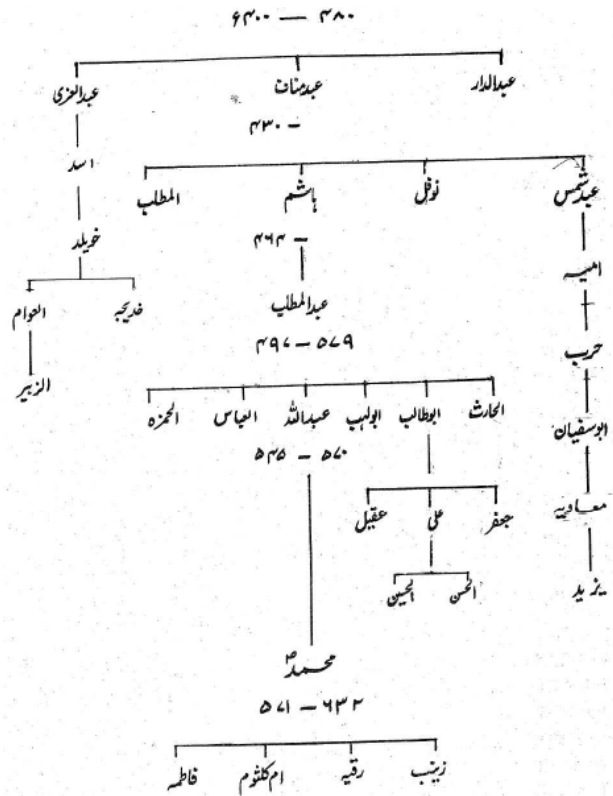 ۶۴۰۰ — ۴۸۰
عبدالدار عبدمناف عبدالعزی
۴۳۰ -
اسد
عبدشمس نوفل ہاشم المطلب
خویلد
۴۶۴ -
امیہ
عبدالمطلب
خدیجہ العوام
۴۹۷ - ۵۷۹
حرب
الزبیر
الحارث ابوطالب ابولہب عبداللہ العباس الحمزہ
ابوسفیان
۵۴۵ - ۵۷۰
معاویہ
جعفر علی عقیل
الحسن الحسین
یزید
محمدؐ
۵۷۱ - ۶۳۲
زینب رقیہ ام کلثوم فاطمہ